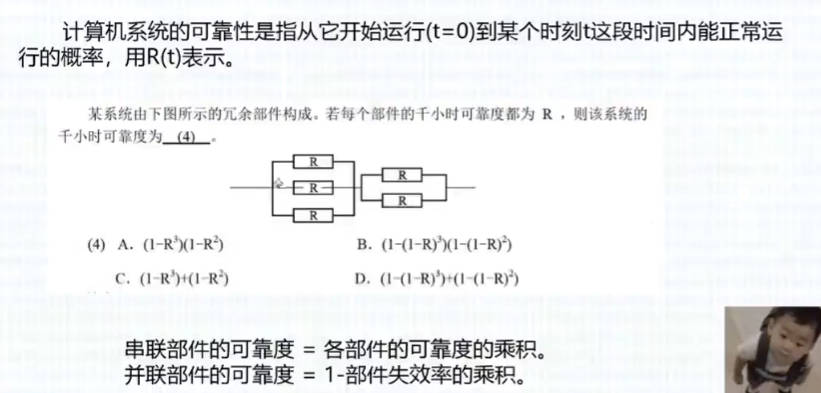 计算机系统的可靠性是指从它开始运行(t=0)到某个时刻t这段时间内能正常运
行的概率，用R(t)表示。
某系统由下图所示的冗余部件构成。若每个部件的千小时可靠度都为 R ，则该系统的
千小时可靠度为 (4) 。
R
R
R
R
R
(4) A. (1-R³)(1-R²) B. (1-(1-R)³)(1-(1-R)²)
C. (1-R³)+(1-R²) D. (1-(1-R)³)+(1-(1-R)²)
串联部件的可靠度 各部件的可靠度的乘积。
并联部件的可靠度 = 1-部件失效率的乘积。